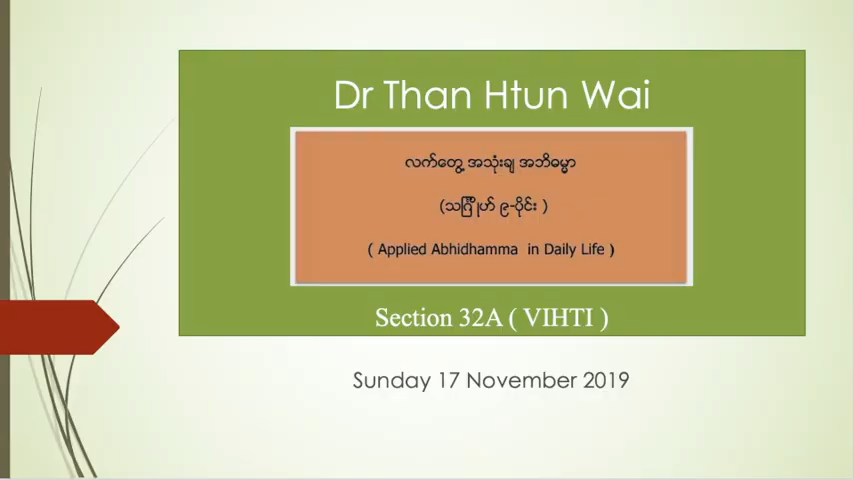 Dr Than Htun Wai
လက်တွေ့ အသုံးချ အဘိဓမ္မာ
(သင်္ဂြိုဟ် ၉-ပိုင်း )
( Applied Abhidhamma in Daily Life )
Section 32A ( VIHTI )
Sunday 17 November 2019